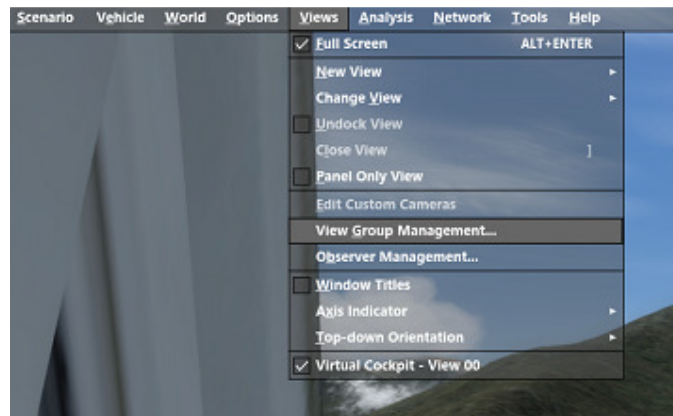 Scenario Vehicle World Options Views Analysis Network Tools Help
Full Screen ALT+ENTER
New View
Change View
Undock View
Close View ]
Panel Only View
Edit Custom Cameras
View Group Management...
Observer Management...
Window Titles
Axis Indicator
Top-down Orientation
Virtual Cockpit - View 00